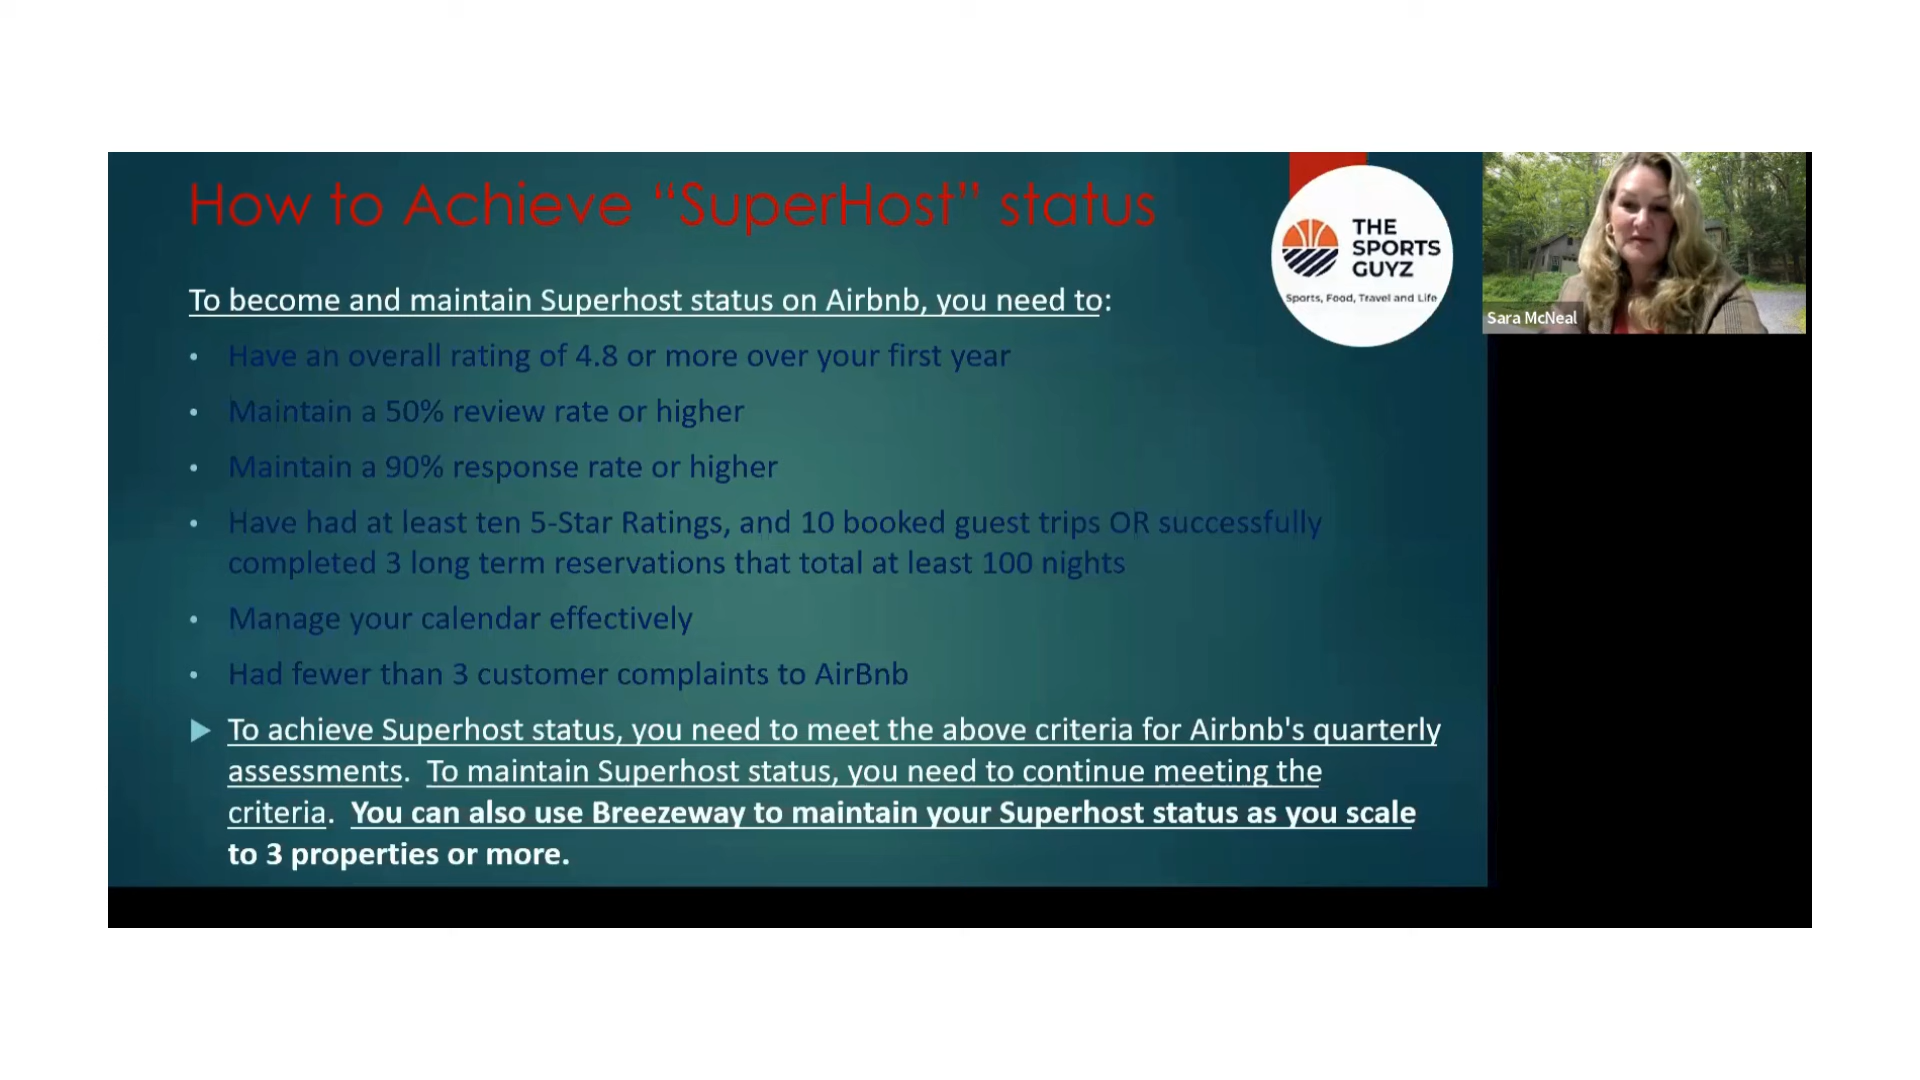 How to Achieve “SuperHost” status
THE
SPORTS
GUYZ
Sports, Food, Travel and Life
Sara McNeal
To become and maintain Superhost status on Airbnb, you need to:
• Have an overall rating of 4.8 or more over your first year
• Maintain a 50% review rate or higher
• Maintain a 90% response rate or higher
• Have had at least ten 5-Star Ratings, and 10 booked guest trips OR successfully
completed 3 long term reservations that total at least 100 nights
• Manage your calendar effectively
• Had fewer than 3 customer complaints to AirBnb
To achieve Superhost status, you need to meet the above criteria for Airbnb's quarterly
assessments. To maintain Superhost status, you need to continue meeting the
criteria. You can also use Breezeway to maintain your Superhost status as you scale
to 3 properties or more.